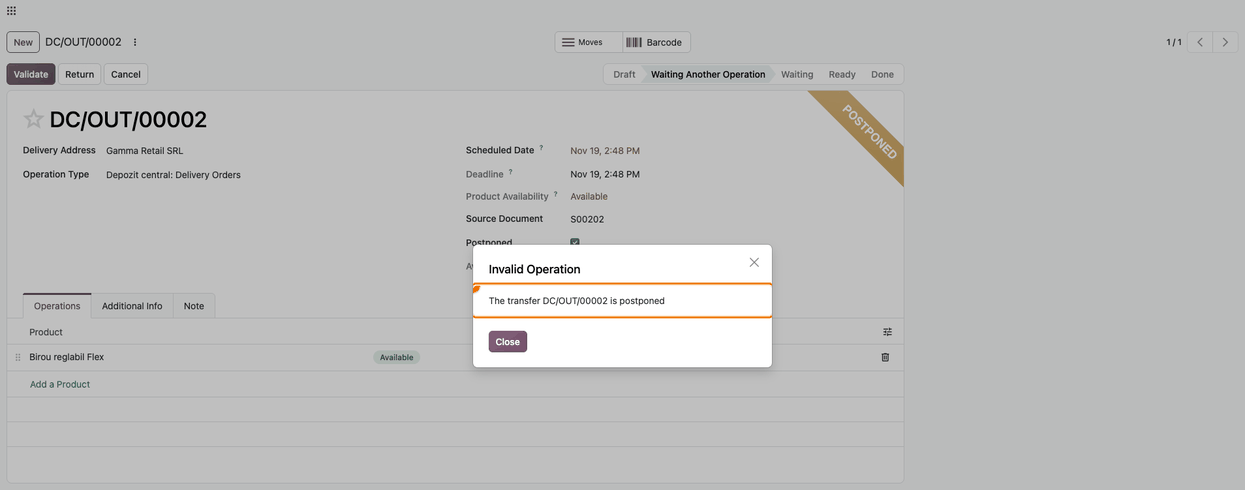 New DC/OUT/00002 Moves Barcode 1 / 1
Validate Return Cancel Draft Waiting Another Operation Waiting Ready Done
POSTPONED
DC/OUT/00002
Delivery Address Gamma Retail SRL Scheduled Date ? Nov 19, 2:48 PM
Operation Type Depozit central: Delivery Orders Deadline ? Nov 19, 2:48 PM
Product Availability ? Available
Source Document S00202
Postponed
Invalid Operation
The transfer DC/OUT/00002 is postponed
Close
Operations Additional Info Note
Product
Birou reglabil Flex Available
Add a Product